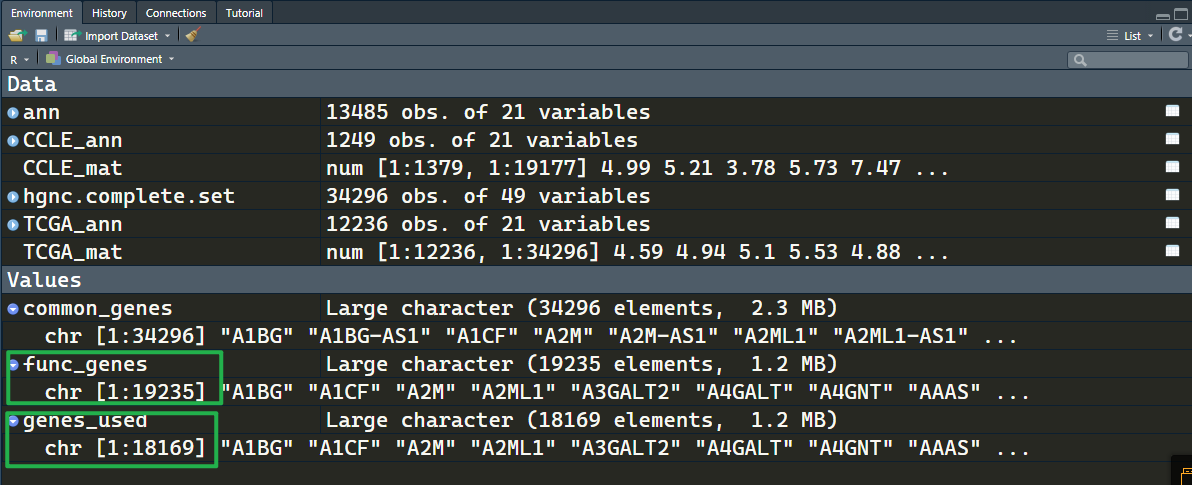 Environment History Connections Tutorial
Import Dataset List
R Global Environment
Data
ann 13485 obs. of 21 variables
CCLE_ann 1249 obs. of 21 variables
CCLE_mat num [1:1379, 1:19177] 4.99 5.21 3.78 5.73 7.47 ...
hgnc.complete.set 34296 obs. of 49 variables
TCGA_ann 12236 obs. of 21 variables
TCGA_mat num [1:12236, 1:34296] 4.59 4.94 5.1 5.53 4.88 ...
Values
common_genes Large character (34296 elements, 2.3 MB)
chr [1:34296] "A1BG" "A1BG-AS1" "A1CF" "A2M" "A2M-AS1" "A2ML1" "A2ML1-AS1" ...
func_genes Large character (19235 elements, 1.2 MB)
chr [1:19235] "A1BG" "A1CF" "A2M" "A2ML1" "A3GALT2" "A4GALT" "A4GNT" "AAAS" ...
genes_used Large character (18169 elements, 1.2 MB)
chr [1:18169] "A1BG" "A1CF" "A2M" "A2ML1" "A3GALT2" "A4GALT" "A4GNT" "AAAS" ...